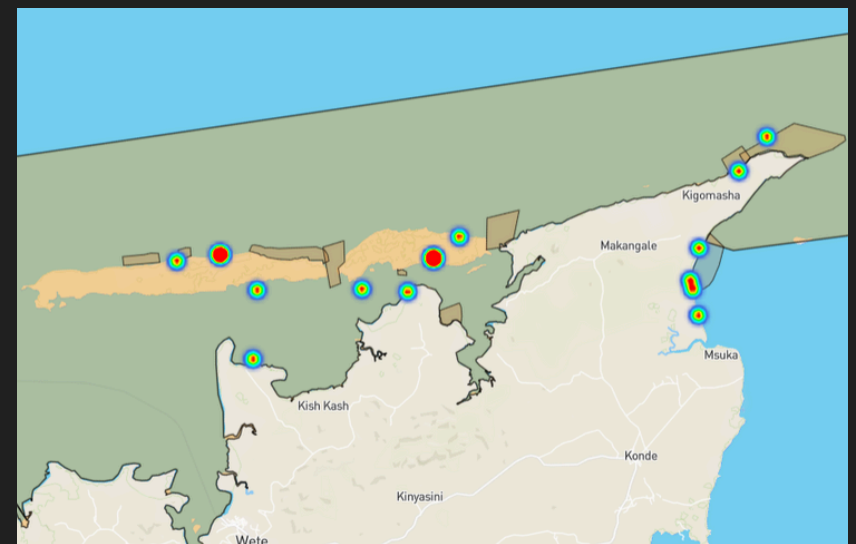 Kigomasha
Makangale
Msuka
Kish Kash
Konde
Kinyasini
Wete